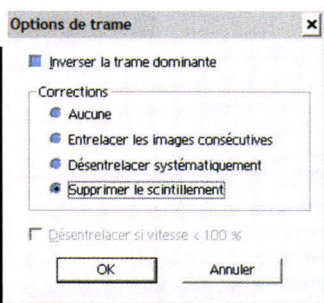 Options de trame
Inverser la trame dominante
Corrections
Aucune
Entrelacer les images consécutives
Désentrelacer systématiquement
Supprimer le scintillement
Désentrelacer si vitesse < 100 %
OK
Annuler